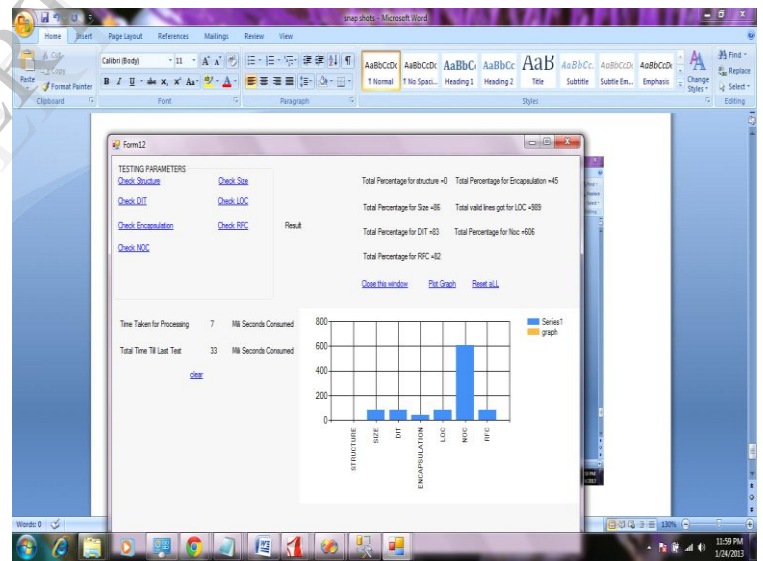 snap shots - Microsoft Word
Home Insert Page Layout References Mailings Review View
Cut
Copy
Format Painter
Paste
Calibri (Body) 11
AaBbCcDc AaBbCcDc AaBbC AaBbCc AaB AaBbCc. AaBbCcDc AaBbCcDc
¶ Normal ¶ No Spaci... Heading 1 Heading 2 Title Subtitle Subtle Em... Emphasis
Change Styles
Find
Replace
Select
Clipboard Font Paragraph Styles Editing
Form12
TESTING PARAMETERS
Check Structure Check Size
Check DIT Check LOC
Check Encapsulation Check RFC
Check NOC
Result
Total Percentage for structure =0 Total Percentage for Encapsulation =45
Total Percentage for Size =86 Total valid lines got for LOC =989
Total Percentage for DIT =83 Total Percentage for Noc =606
Total Percentage for RFC =82
Close this window Plot Graph Reset aLL
Time Taken for Processing 7 Mili Seconds Consumed
Total Time Till Last Test 33 Mili Seconds Consumed
clear
800
600
400
200
0
STRUCTURE
SIZE
DIT
ENCAPSULATION
LOC
NOC
RFC
Series1
graph
Words: 0
130%
11:59 PM
1/24/2013